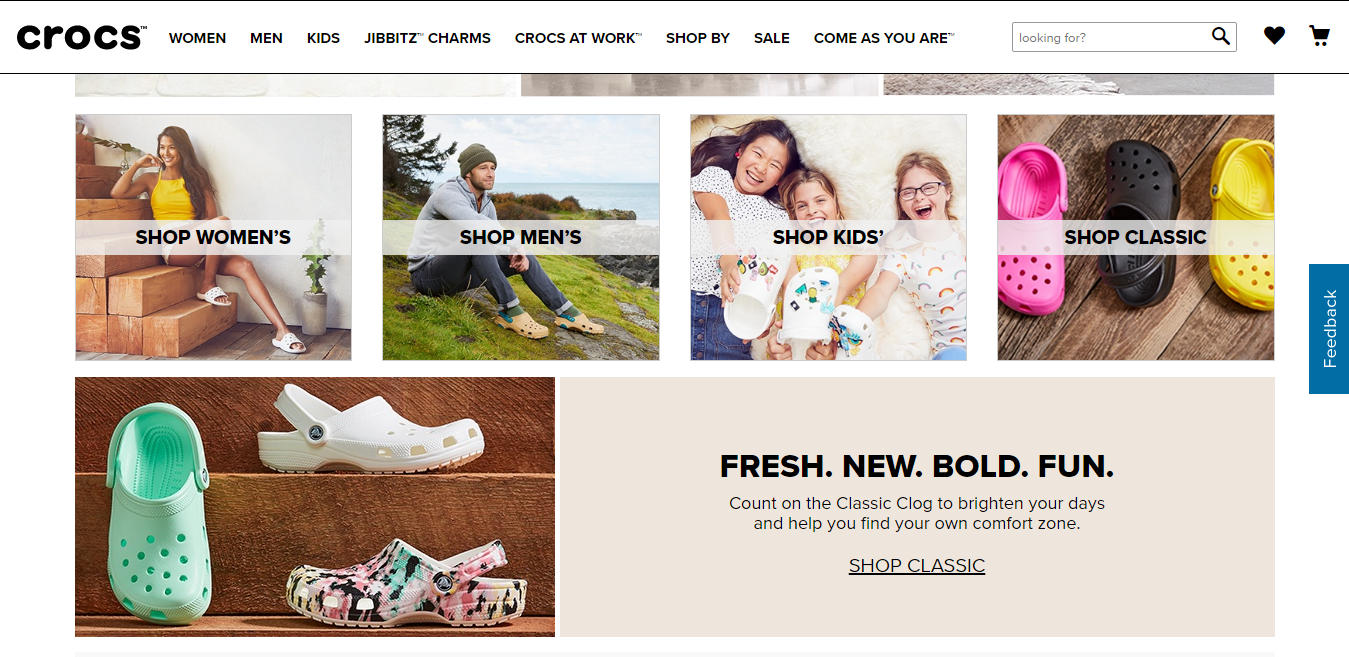 crocs™ WOMEN MEN KIDS JIBBITZ™ CHARMS CROCS AT WORK™ SHOP BY SALE COME AS YOU ARE™ looking for?
SHOP WOMEN’S SHOP MEN’S SHOP KIDS’ SHOP CLASSIC
Feedback
FRESH. NEW. BOLD. FUN.
Count on the Classic Clog to brighten your days
and help you find your own comfort zone.
SHOP CLASSIC